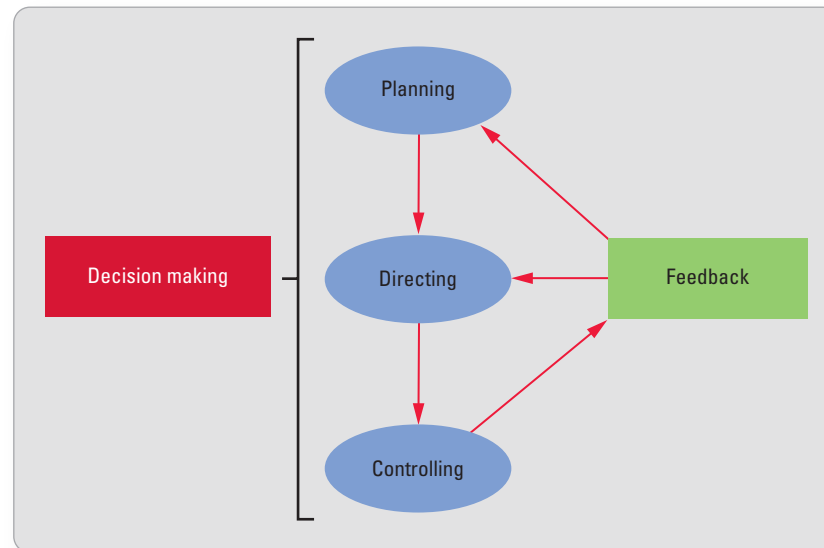 Planning
Decision making
Directing
Feedback
Controlling